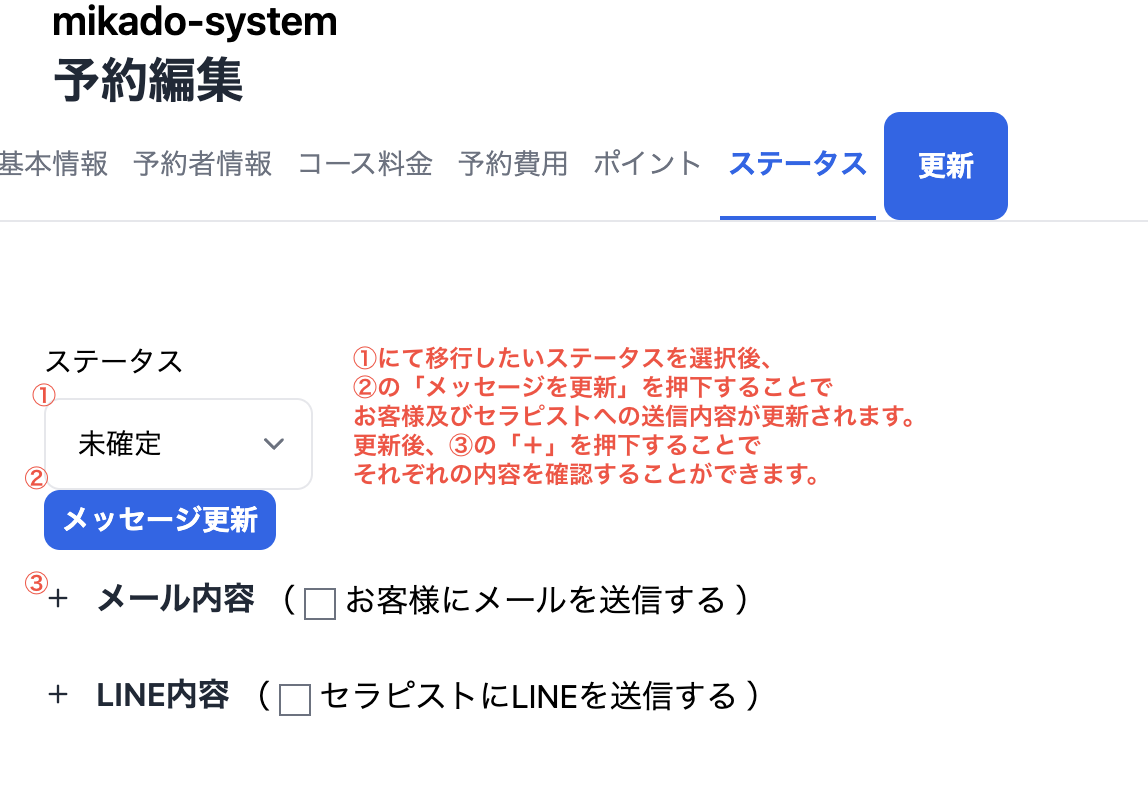 mikado-system
予約編集
基本情報 予約者情報 コース料金 予約費用 ポイント ステータス 更新
ステータス
①にて移行したいステータスを選択後、
②の「メッセージを更新」を押下することで
お客様及びセラピストへの送信内容が更新されます。
更新後、③の「＋」を押下することで
それぞれの内容を確認することができます。
①
未確定
②
メッセージ更新
③
+ メール内容 （ お客様にメールを送信する ）
+ LINE内容 （ セラピストにLINEを送信する ）